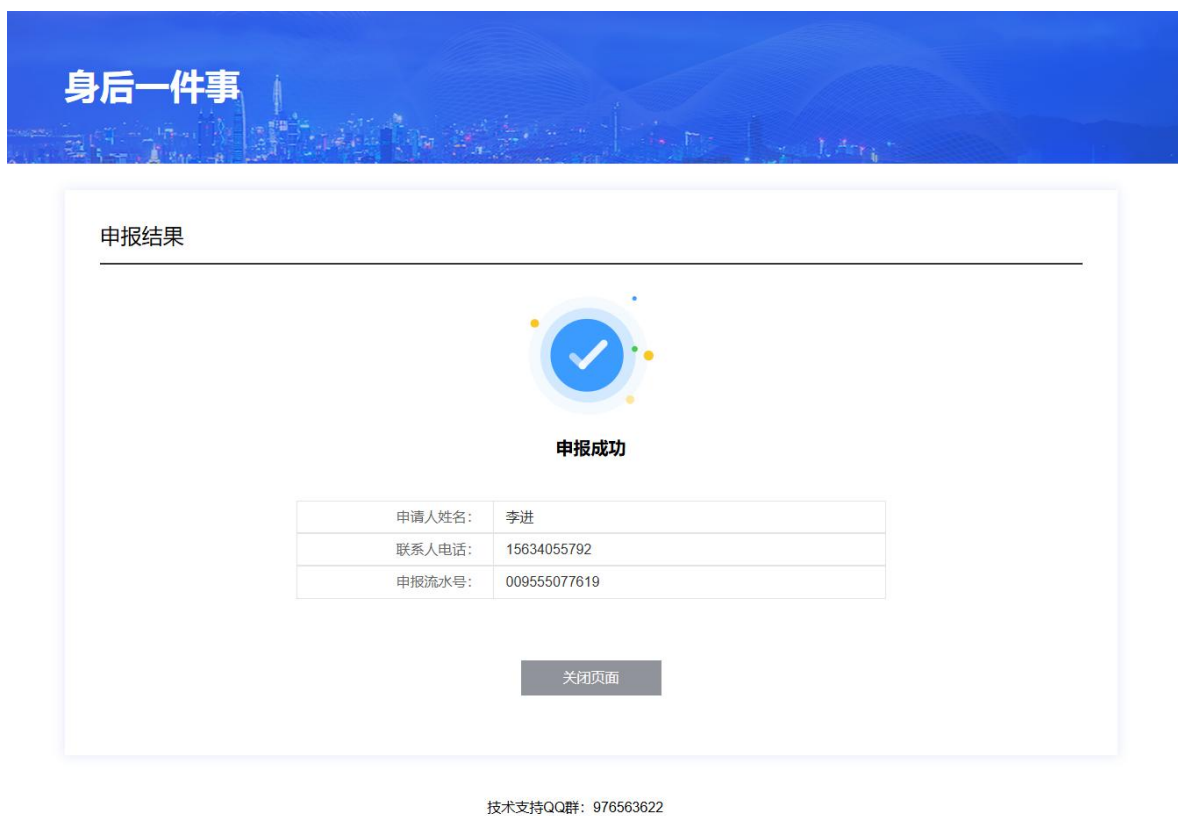 身后一件事
申报结果
申报成功
申请人姓名： 李进
联系人电话： 15634055792
申报流水号： 009555077619
关闭页面
技术支持QQ群：976563622